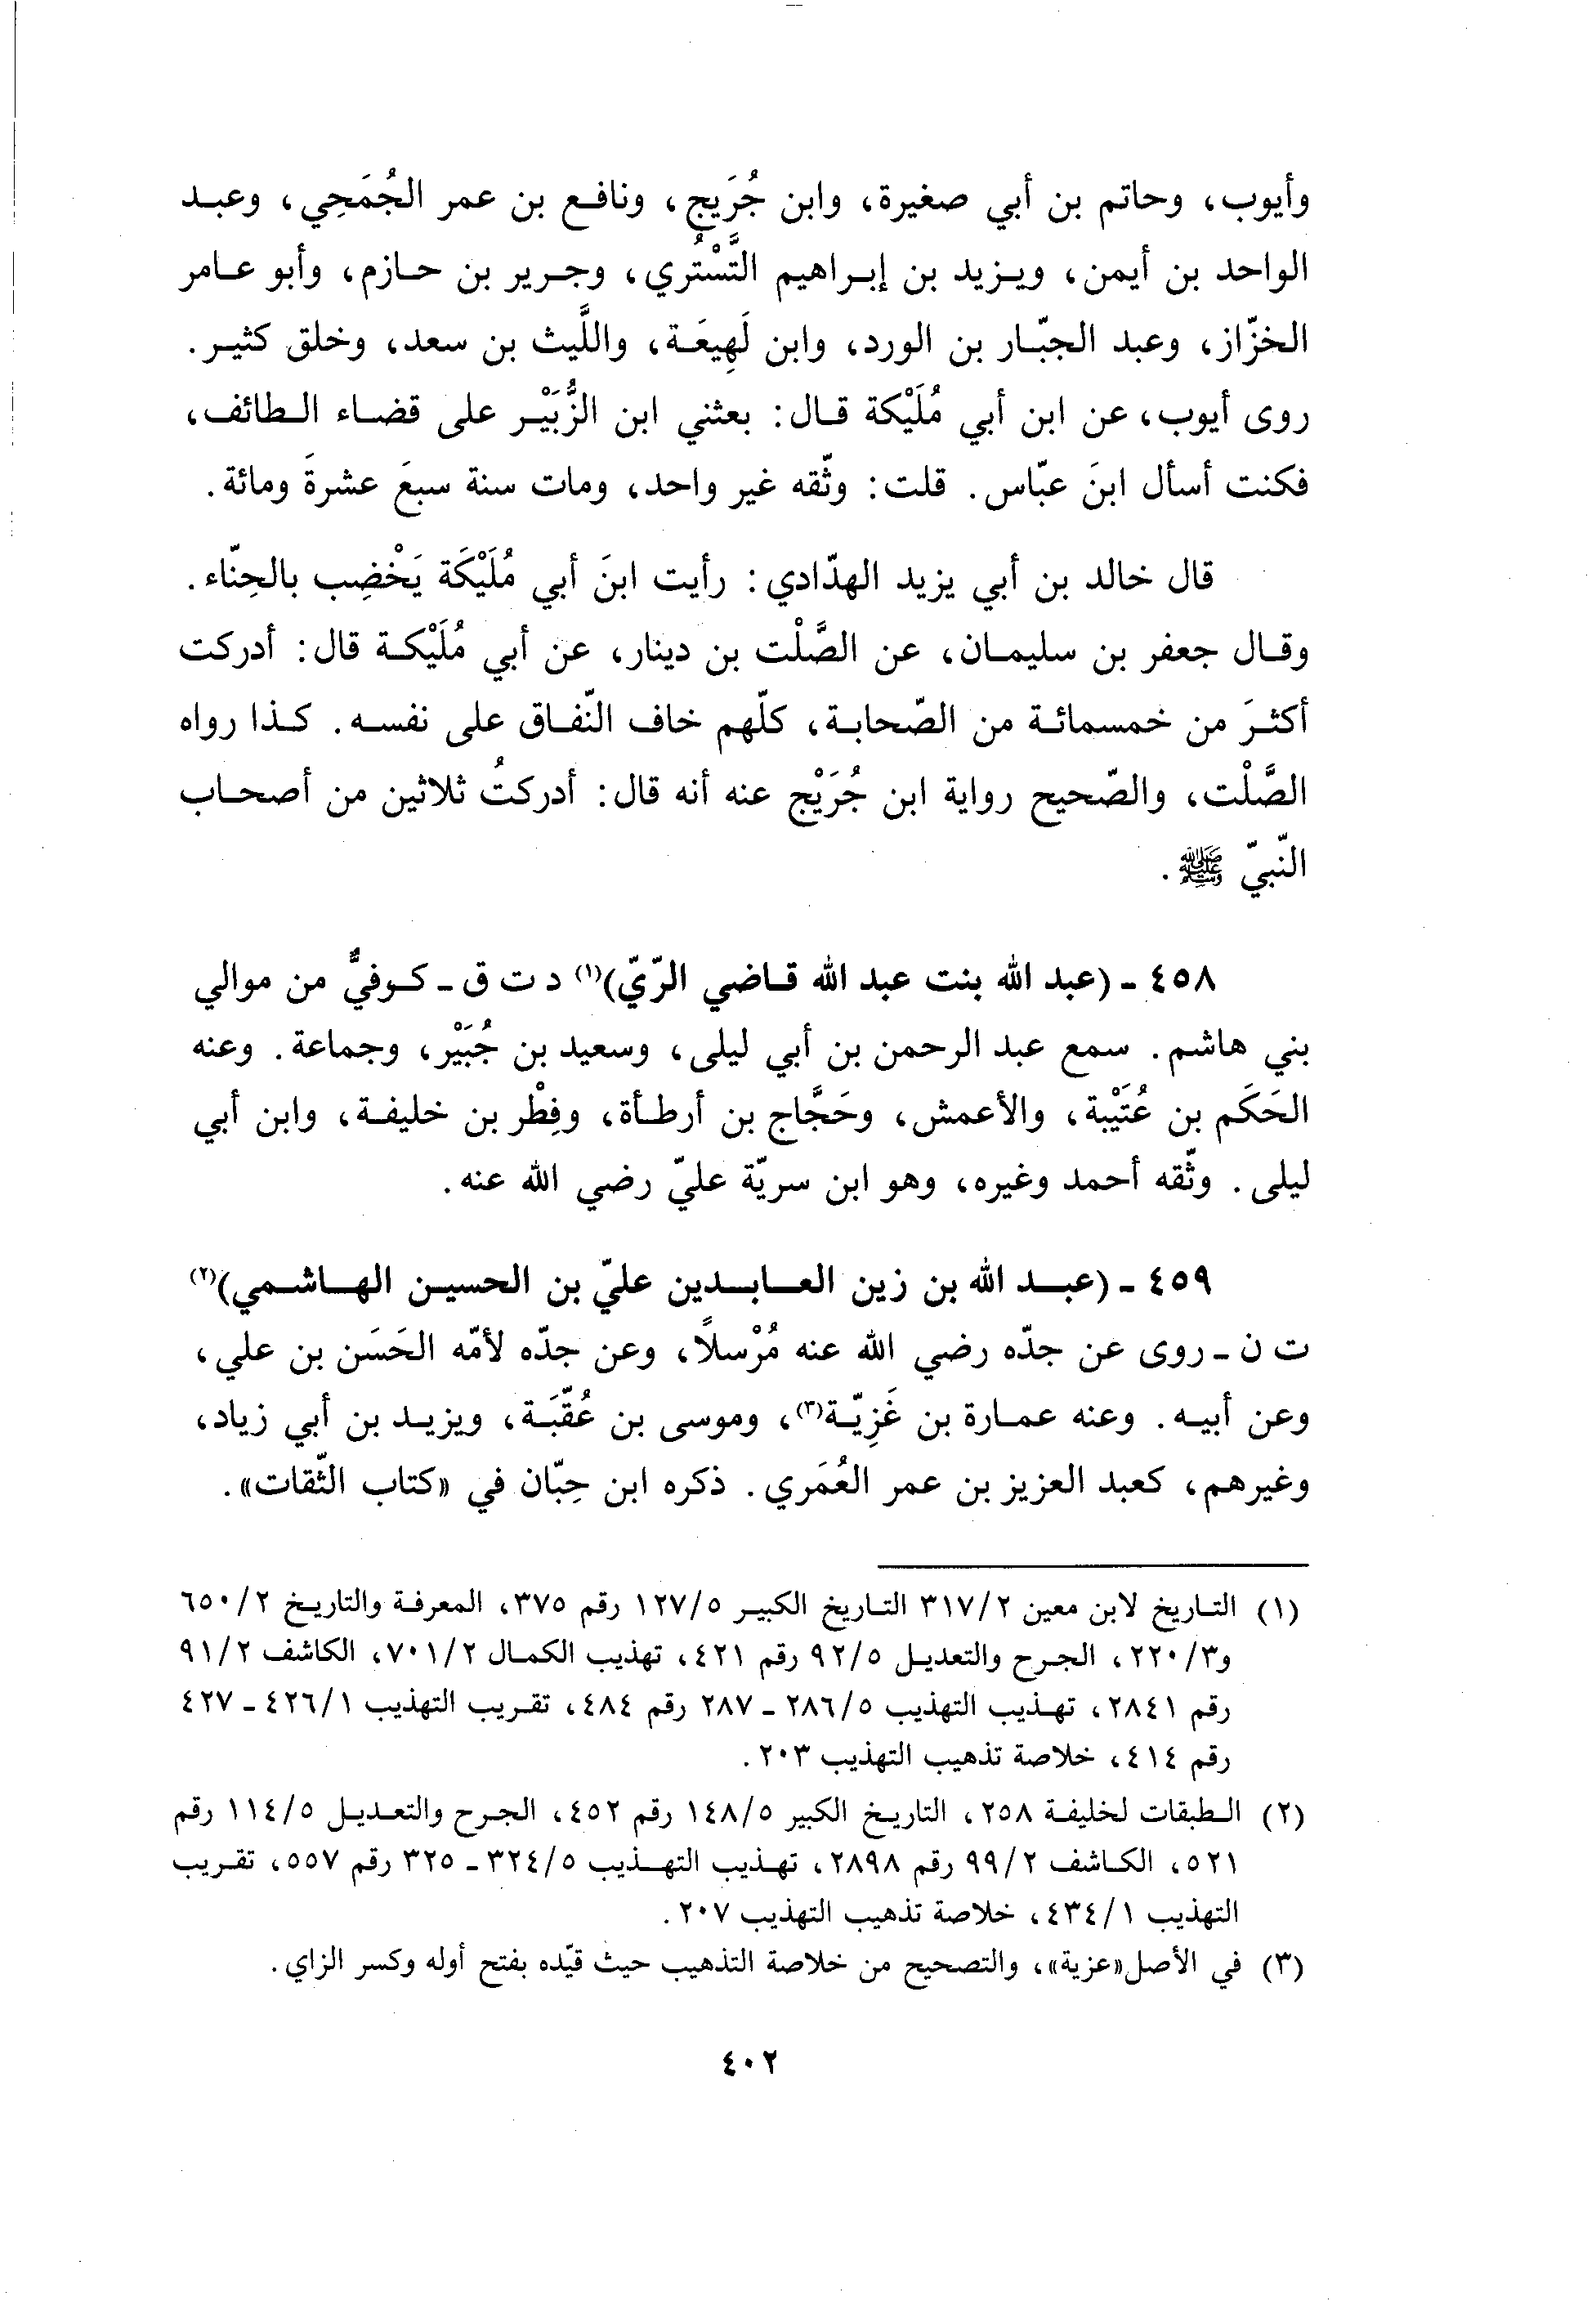 وأيوب، وحاتم بن أبي صغيرة، وابن جُرَيج، ونافع بن عمر الجُمَحِي، وعبد
الواحد بن أيمن، ويزيد بن إبراهيم التَّسْتُري، وجرير بن حازم، وأبو عامر
الخزّاز، وعبد الجبّار بن الورد، وابن لَهِيعَة، واللَّيث بن سعد، وخلق كثير.
روى أيوب، عن ابن أبي مُلَيْكة قال: بعثني ابن الزُّبَيْر على قضاء الطائف،
فكنت أسأل ابنَ عبّاس. قلت: وثّقه غير واحد، ومات سنة سبعَ عشرةَ ومائة.
قال خالد بن أبي يزيد الهدّادي: رأيت ابنَ أبي مُلَيْكَة يَخْضِب بالحِنّاء.
وقال جعفر بن سليمان، عن الصَّلْت بن دينار، عن أبي مُلَيْكة قال: أدركت
أكثرَ من خمسمائة من الصّحابة، كلّهم خاف النّفاق على نفسه. كذا رواه
الصَّلْت، والصّحيح رواية ابن جُرَيْج عنه أنه قال: أدركتُ ثلاثين من أصحاب
النّبيّ ﷺ.
٤٥٨ - (عبد الله بنت عبد الله قاضي الرّيّ)(١) د ت ق - كوفيٌّ من موالي
بني هاشم. سمع عبد الرحمن بن أبي ليلى، وسعيد بن جُبَيْر، وجماعة. وعنه
الحَكَم بن عُتَيْبة، والأعمش، وحَجَّاج بن أرطأة، وفِطْر بن خليفة، وابن أبي
ليلى. وثّقه أحمد وغيره، وهو ابن سريّة عليّ رضي الله عنه.
٤٥٩ - (عبد الله بن زين العابدين عليّ بن الحسين الهاشمي)(٢)
ت ن - روى عن جدّه رضي الله عنه مُرْسلاً، وعن جدّه لأمّه الحَسَن بن علي،
وعن أبيه. وعنه عمارة بن غَزِيّة(٣)، وموسى بن عُقّبَة، ويزيد بن أبي زياد،
وغيرهم، كعبد العزيز بن عمر العُمَري. ذكره ابن حِبّان في «كتاب الثّقات».
(١) التاريخ لابن معين ٣١٧/٢ التاريخ الكبير ١٢٧/٥ رقم ٣٧٥، المعرفة والتاريخ ٦٥٠/٢
و٢٢٠/٣، الجرح والتعديل ٩٢/٥ رقم ٤٢١، تهذيب الكمال ٧٠١/٢، الكاشف ٩١/٢
رقم ٢٨٤١، تهذيب التهذيب ٢٨٦/٥ - ٢٨٧ رقم ٤٨٤، تقريب التهذيب ٤٢٦/١ - ٤٢٧
رقم ٤١٤، خلاصة تذهيب التهذيب ٢٠٣.
(٢) الطبقات لخليفة ٢٥٨، التاريخ الكبير ١٤٨/٥ رقم ٤٥٢، الجرح والتعديل ١١٤/٥ رقم
٥٢١، الكاشف ٩٩/٢ رقم ٢٨٩٨، تهذيب التهذيب ٣٢٤/٥ - ٣٢٥ رقم ٥٥٧، تقريب
التهذيب ٤٣٤/١، خلاصة تذهيب التهذيب ٢٠٧.
(٣) في الأصل «عزية»، والتصحيح من خلاصة التذهيب حيث قيّده بفتح أوله وكسر الزاي.
٤٠٢